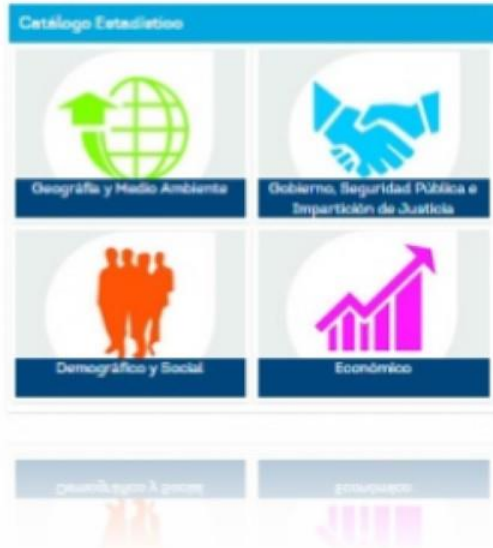 Catálogo Estadístico
Geografía y Medio Ambiente
Gobierno, Seguridad Pública e
Impartición de Justicia
Demográfico y Social
Económico